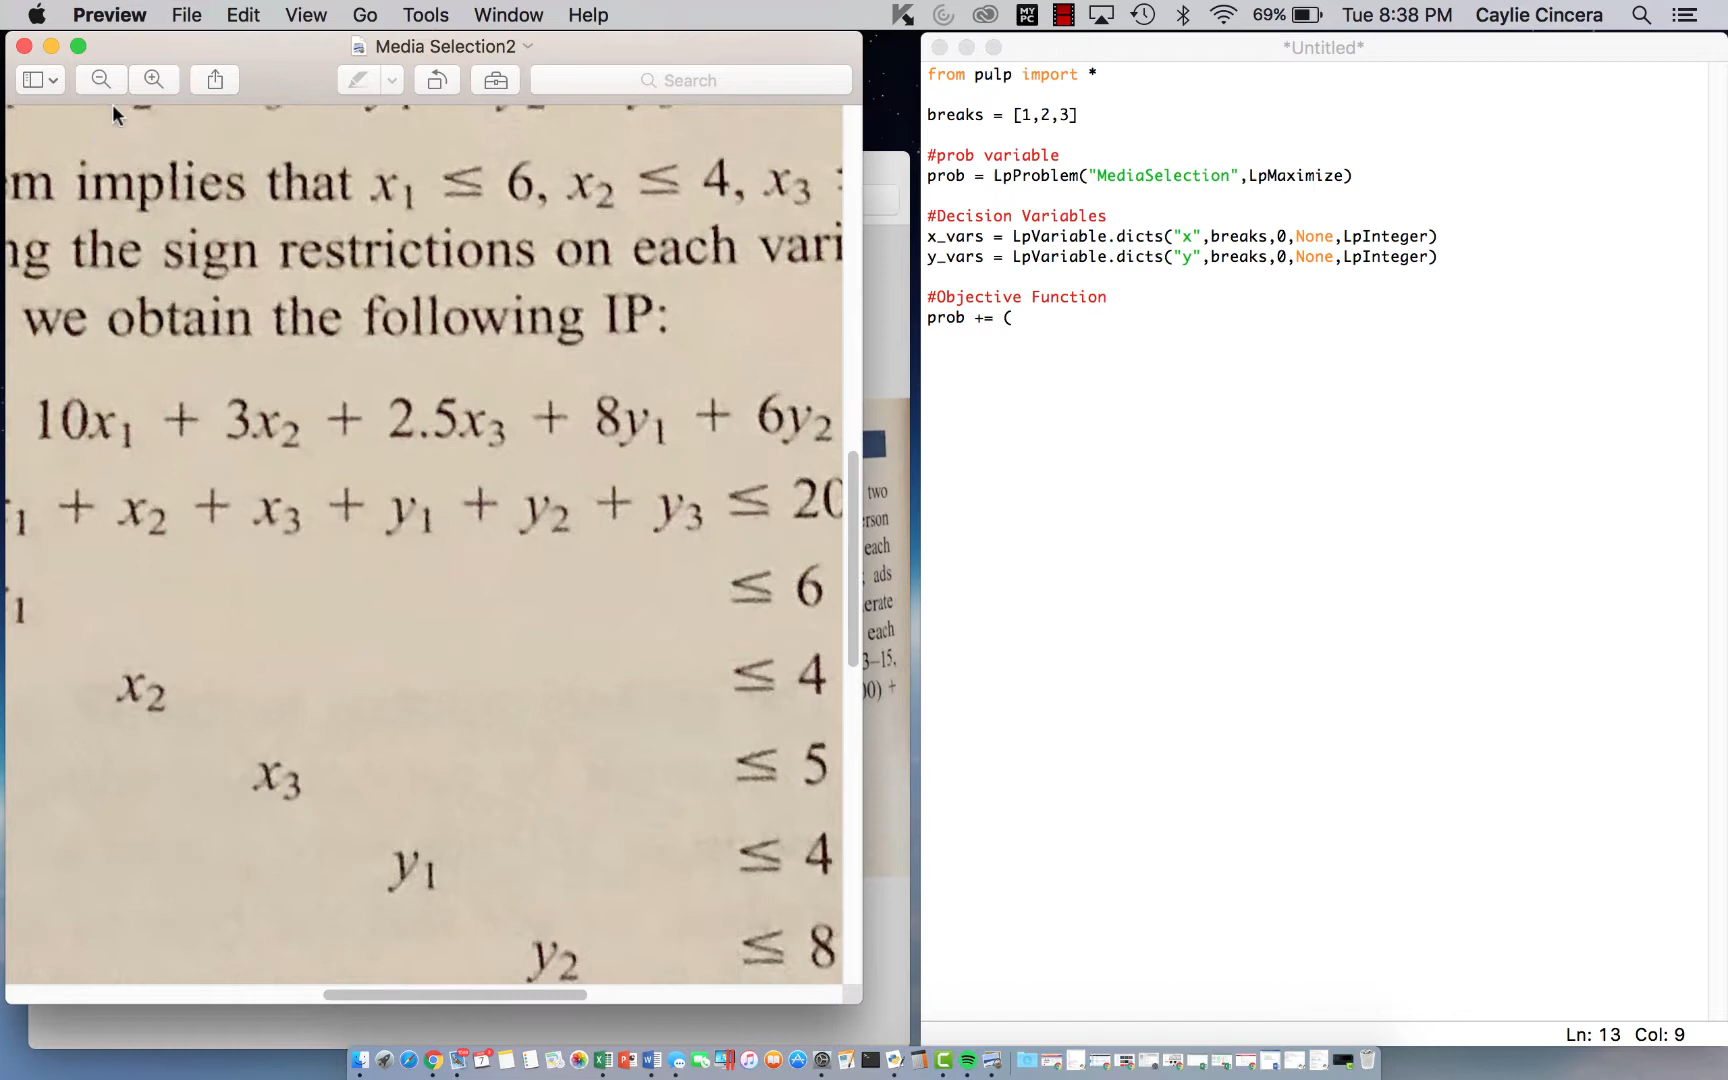 Preview File Edit View Go Tools Window Help
69% Tue 8:38 PM Caylie Cincera
Media Selection2
Search
m implies that x₁ ≤ 6, x₂ ≤ 4, x₃
ng the sign restrictions on each vari
we obtain the following IP:
10x₁ + 3x₂ + 2.5x₃ + 8y₁ + 6y₂
₁ + x₂ + x₃ + y₁ + y₂ + y₃ ≤ 20
₁ ≤ 6
x₂ ≤ 4
x₃ ≤ 5
y₁ ≤ 4
y₂ ≤ 8
two
erson
each
; ads
erate
each
3–15,
00) +
*Untitled*
from pulp import *
breaks = [1,2,3]
#prob variable
prob = LpProblem("MediaSelection",LpMaximize)
#Decision Variables
x_vars = LpVariable.dicts("x",breaks,0,None,LpInteger)
y_vars = LpVariable.dicts("y",breaks,0,None,LpInteger)
#Objective Function
prob += (
Ln: 13 Col: 9